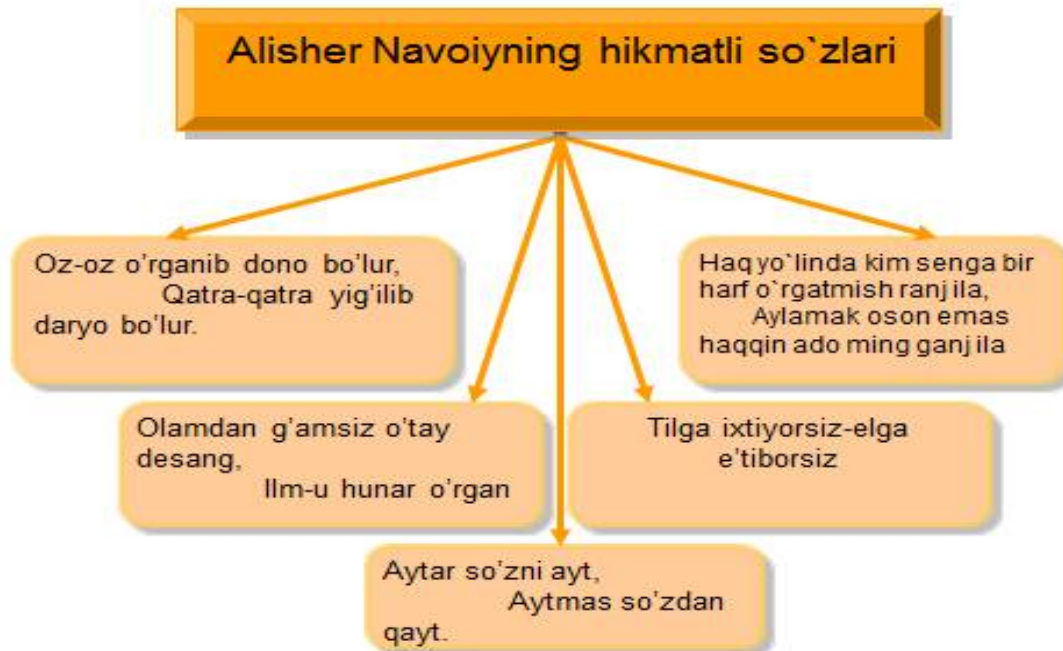 Alisher Navoiyning hikmatli so`zlari
Oz-oz o’rganib dono bo’lur,
Qatra-qatra yig’ilib
daryo bo’lur.
Haq yo`linda kim senga bir
harf o`rgatmish ranj ila,
Aylamak oson emas
haqqin ado ming ganj ila
Olamdan g’amsiz o’tay
desang,
Ilm-u hunar o’rgan
Tilga ixtiyorsiz-elga
e’tiborsiz
Aytar so’zni ayt,
Aytmas so’zdan
qayt.